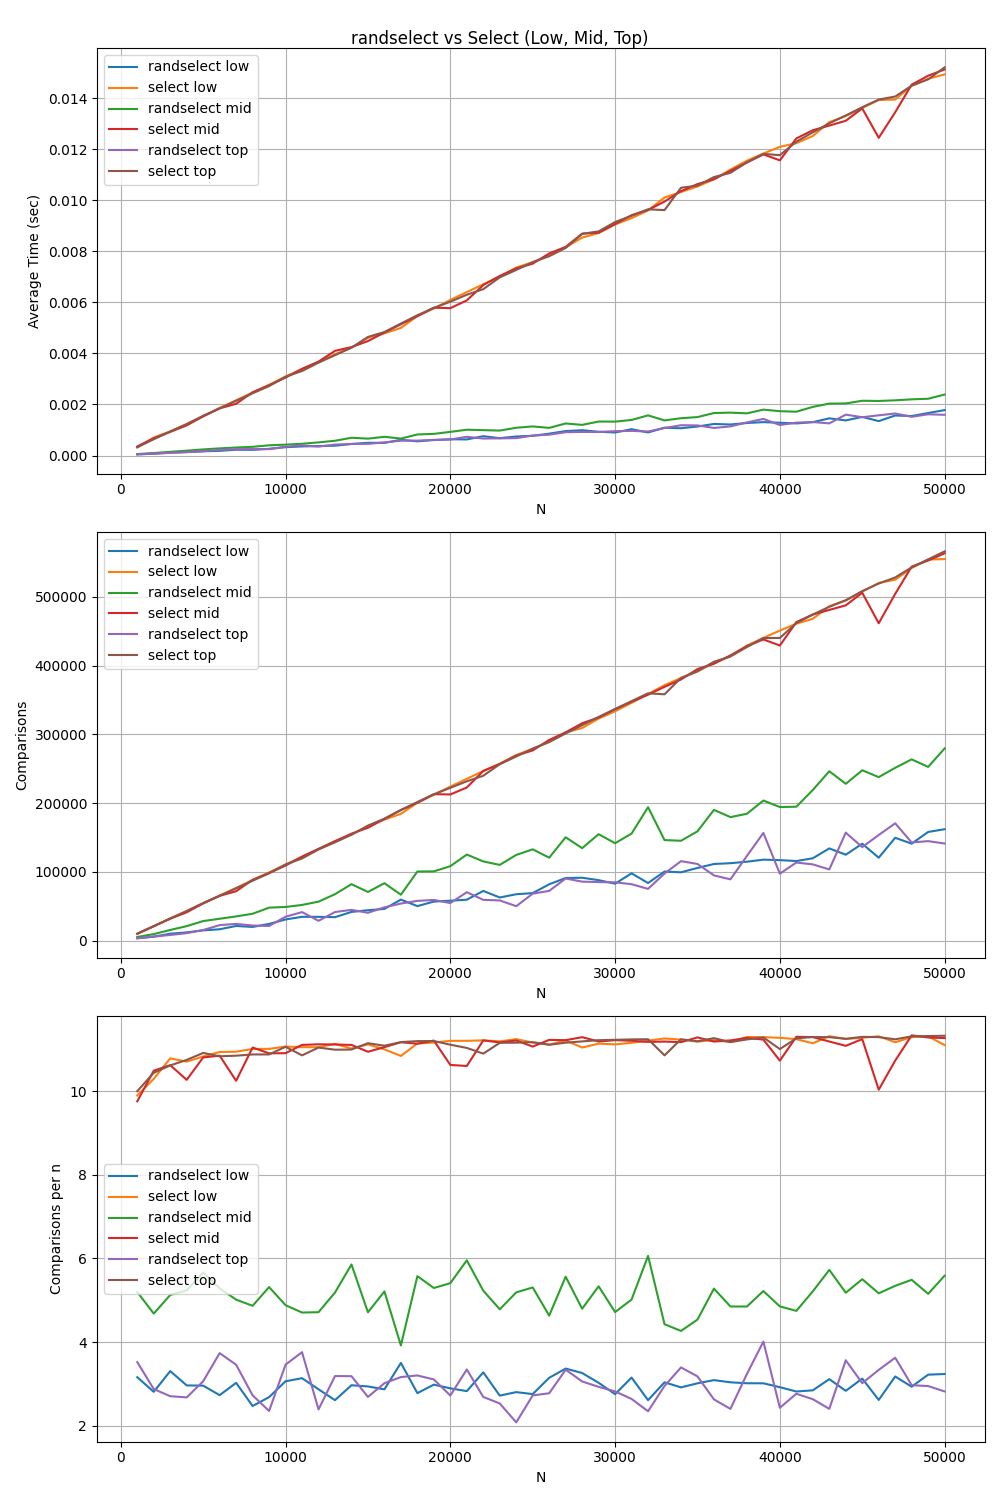 randselect vs Select (Low, Mid, Top)
randselect low
select low
randselect mid
select mid
randselect top
select top
Average Time (sec)
0.014
0.012
0.010
0.008
0.006
0.004
0.002
0.000
0 10000 20000 30000 40000 50000
N
randselect low
select low
randselect mid
select mid
randselect top
select top
Comparisons
500000
400000
300000
200000
100000
0
0 10000 20000 30000 40000 50000
N
randselect low
select low
randselect mid
select mid
randselect top
select top
Comparisons per n
10
8
6
4
2
0 10000 20000 30000 40000 50000
N